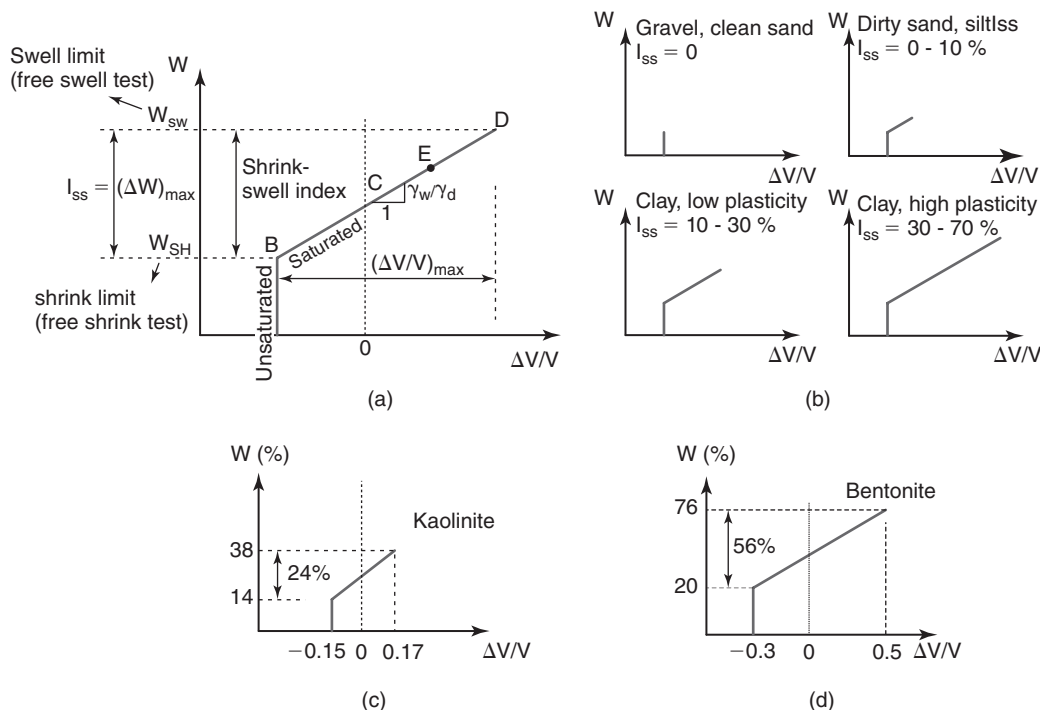 W
Swell limit
(free swell test)
W_sw
D
E
I_ss = (ΔW)_max
Shrink-
swell index
C
γ_w/γ_d
1
B
Saturated
W_SH
(ΔV/V)_max
shrink limit
(free shrink test)
Unsaturated
0
ΔV/V
(a)
W
Gravel, clean sand
I_ss = 0
ΔV/V
W
Dirty sand, siltIss
I_ss = 0 - 10 %
ΔV/V
W
Clay, low plasticity
I_ss = 10 - 30 %
ΔV/V
W
Clay, high plasticity
I_ss = 30 - 70 %
ΔV/V
(b)
W (%)
Kaolinite
38
24%
14
−0.15
0
0.17
ΔV/V
(c)
W (%)
Bentonite
76
56%
20
−0.3
0
0.5
ΔV/V
(d)